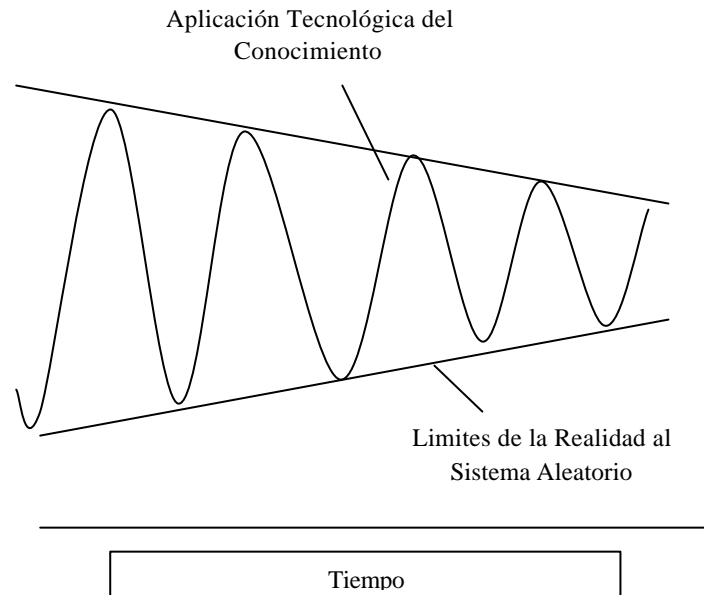 Aplicación Tecnológica del
Conocimiento
Limites de la Realidad al
Sistema Aleatorio
Tiempo